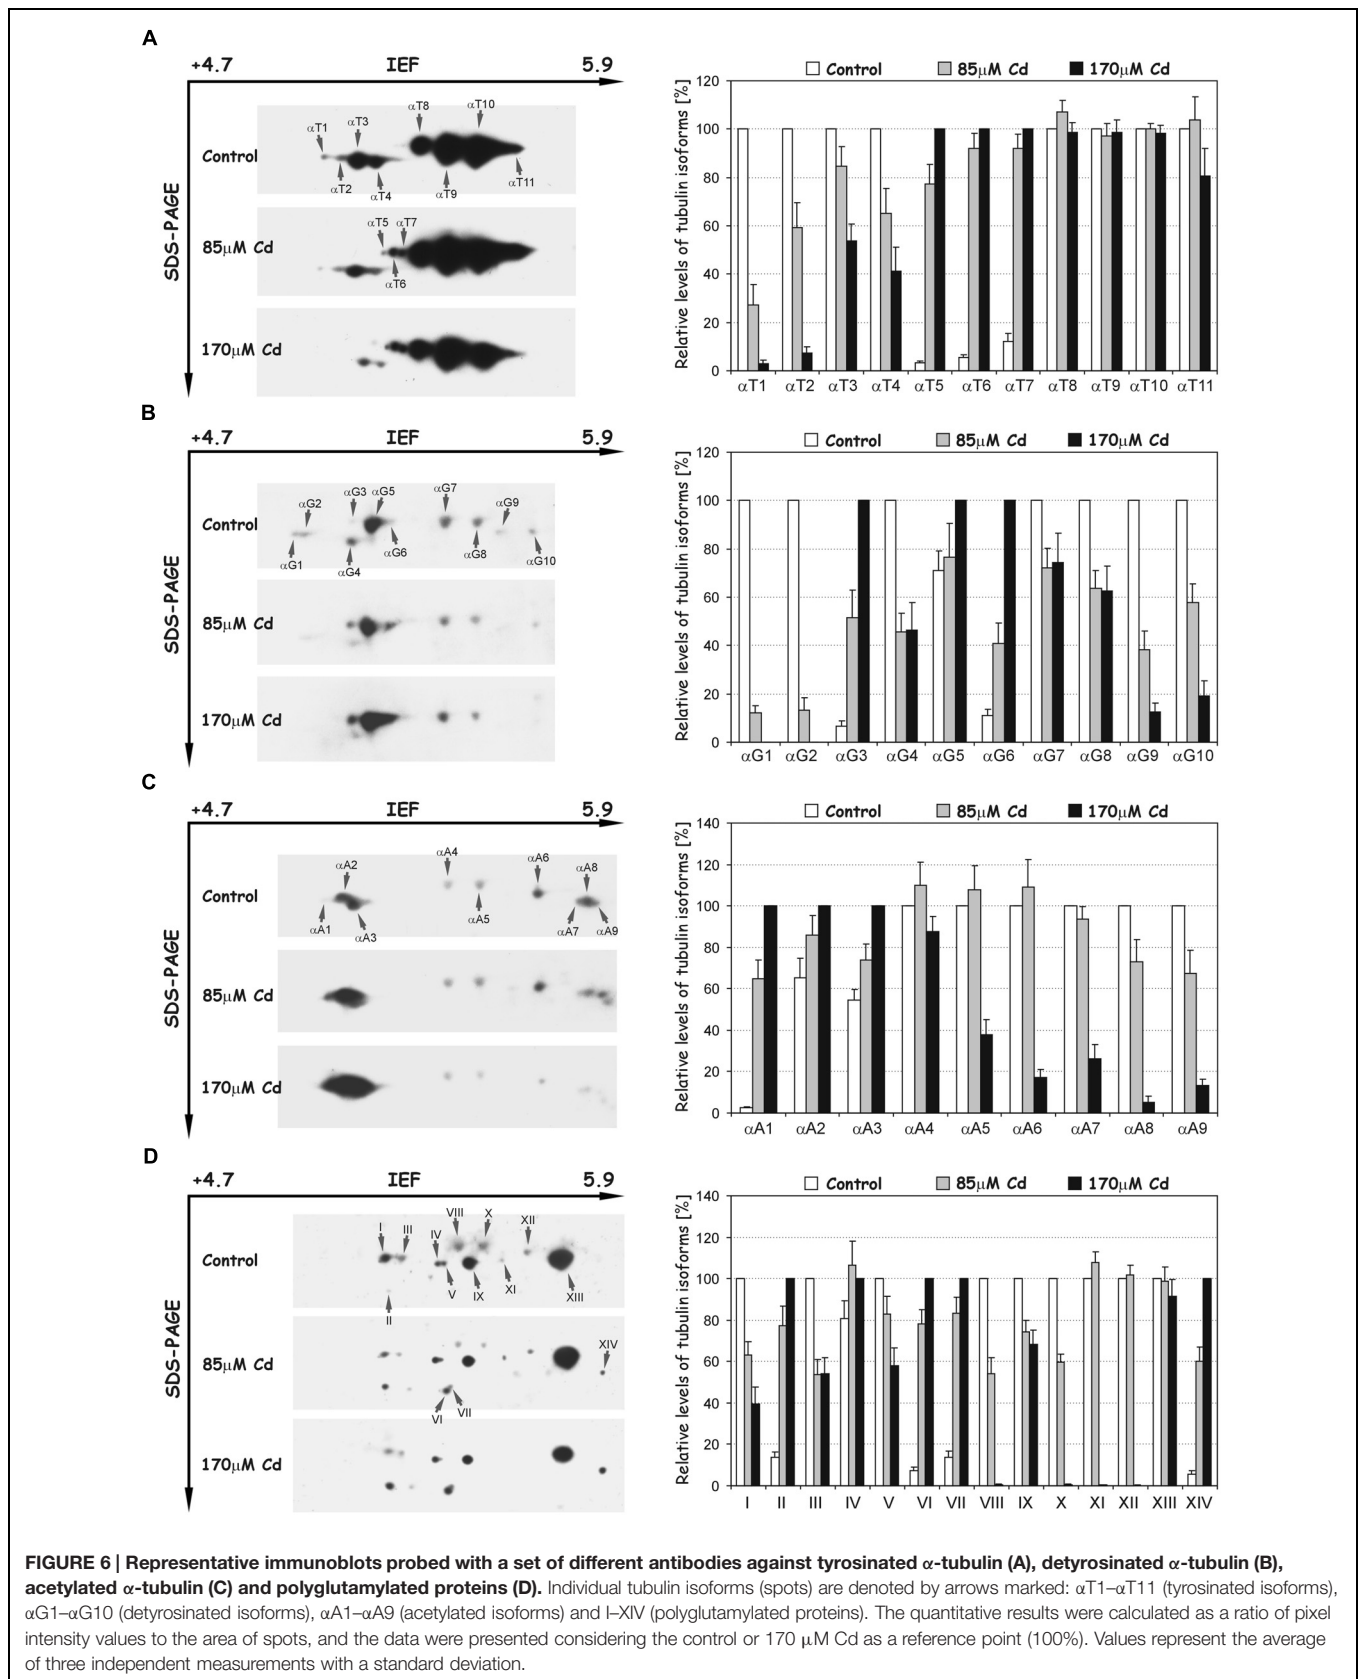 A
+4.7 IEF 5.9
SDS-PAGE
Control
αT1
αT3
αT8
αT10
αT2
αT4
αT9
αT11
85µM Cd
αT5
αT7
αT6
170µM Cd
Control 85µM Cd 170µM Cd
Relative levels of tubulin isoforms [%]
120
100
80
60
40
20
0
αT1 αT2 αT3 αT4 αT5 αT6 αT7 αT8 αT9 αT10 αT11
B
+4.7 IEF 5.9
SDS-PAGE
Control
αG2
αG3
αG5
αG7
αG9
αG1
αG4
αG6
αG8
αG10
85µM Cd
170µM Cd
Control 85µM Cd 170µM Cd
Relative levels of tubulin isoforms [%]
120
100
80
60
40
20
0
αG1 αG2 αG3 αG4 αG5 αG6 αG7 αG8 αG9 αG10
C
+4.7 IEF 5.9
SDS-PAGE
Control
αA2
αA4
αA6
αA8
αA1
αA3
αA5
αA7
αA9
85µM Cd
170µM Cd
Control 85µM Cd 170µM Cd
Relative levels of tubulin isoforms [%]
140
120
100
80
60
40
20
0
αA1 αA2 αA3 αA4 αA5 αA6 αA7 αA8 αA9
D
+4.7 IEF 5.9
SDS-PAGE
Control
I
III
IV
VIII
X
XII
II
V
IX
XI
XIII
85µM Cd
XIV
VI
VII
170µM Cd
Control 85µM Cd 170µM Cd
Relative levels of tubulin isoforms [%]
140
120
100
80
60
40
20
0
I II III IV V VI VII VIII IX X XI XII XIII XIV
FIGURE 6 | Representative immunoblots probed with a set of different antibodies against tyrosinated α-tubulin (A), detyrosinated α-tubulin (B),
acetylated α-tubulin (C) and polyglutamylated proteins (D). Individual tubulin isoforms (spots) are denoted by arrows marked: αT1–αT11 (tyrosinated isoforms),
αG1–αG10 (detyrosinated isoforms), αA1–αA9 (acetylated isoforms) and I–XIV (polyglutamylated proteins). The quantitative results were calculated as a ratio of pixel
intensity values to the area of spots, and the data were presented considering the control or 170 µM Cd as a reference point (100%). Values represent the average
of three independent measurements with a standard deviation.